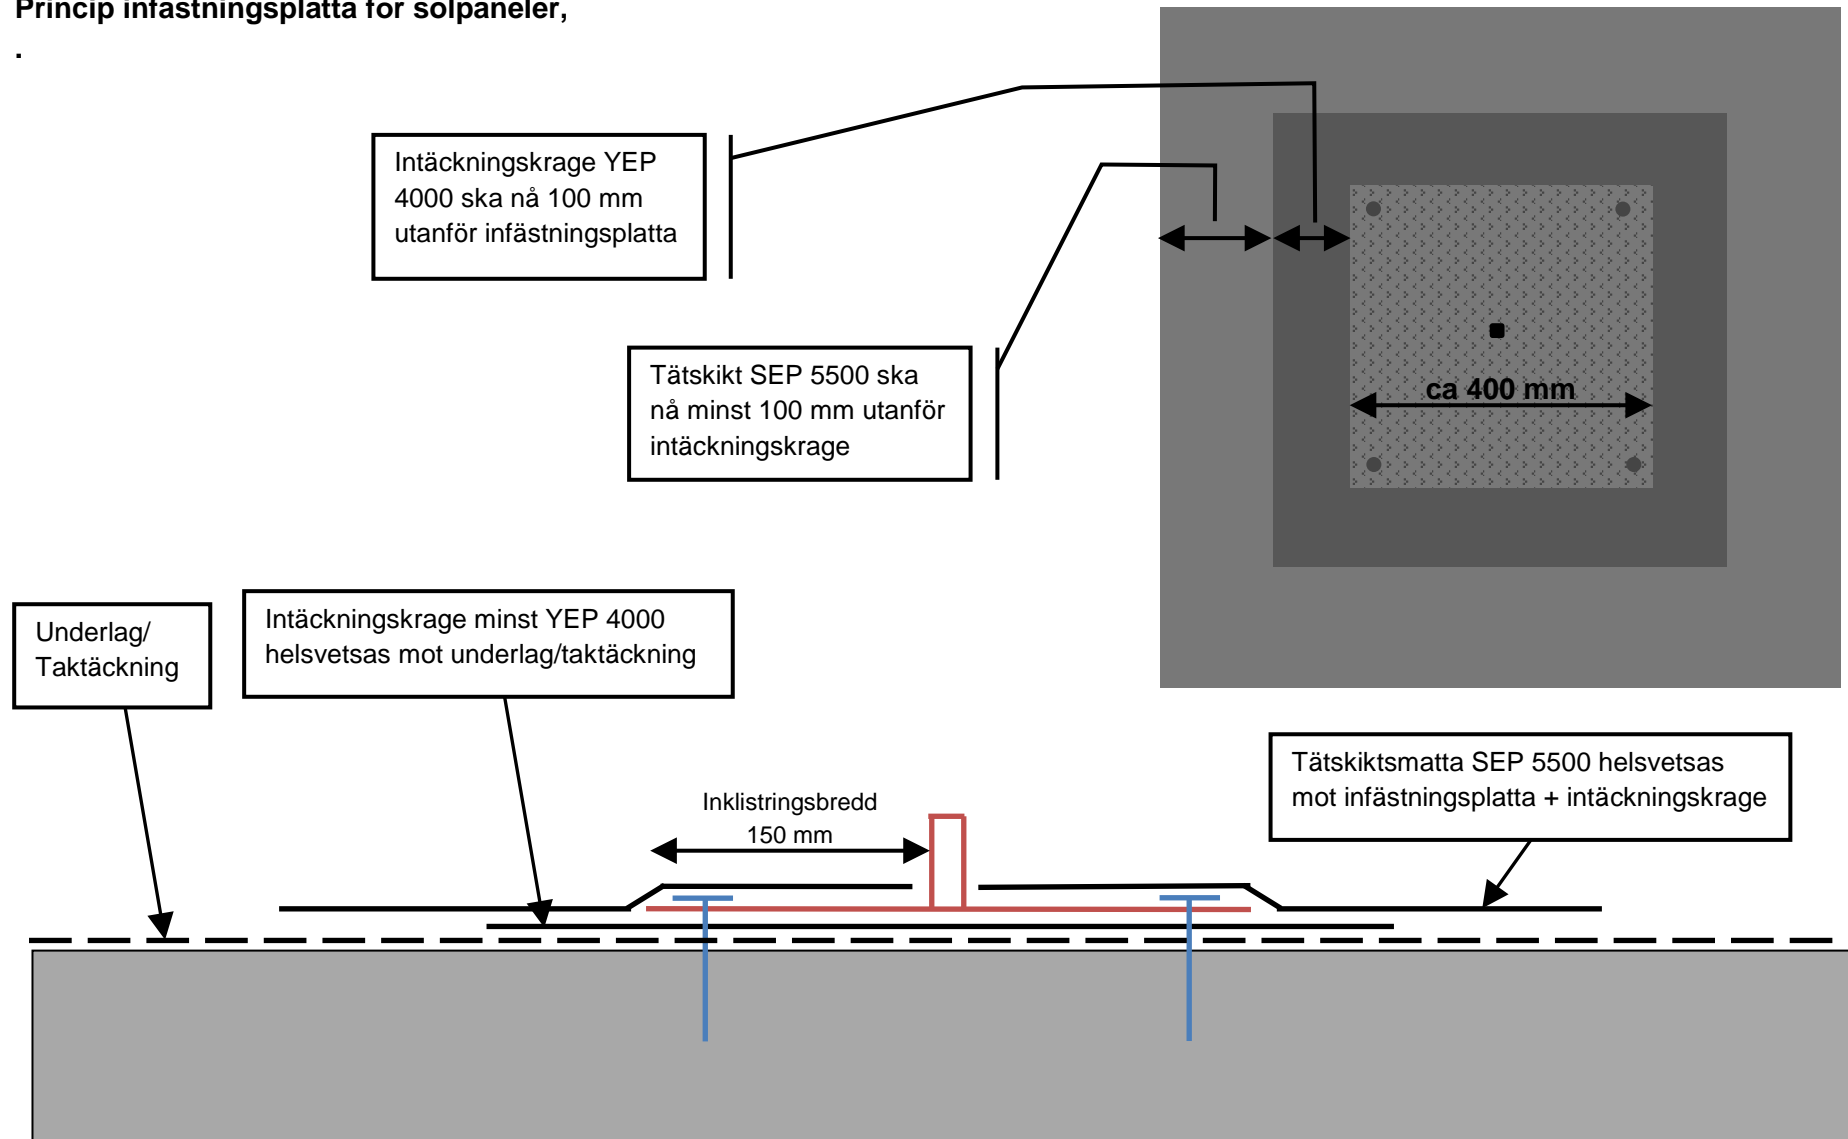 Princip infästningsplatta för solpaneler,
.
Intäckningskrage YEP
4000 ska nå 100 mm
utanför infästningsplatta
Tätskikt SEP 5500 ska
nå minst 100 mm utanför
intäckningskrage
ca 400 mm
Underlag/
Taktäckning
Intäckningskrage minst YEP 4000
helsvetsas mot underlag/taktäckning
Inklistringsbredd
150 mm
Tätskiktsmatta SEP 5500 helsvetsas
mot infästningsplatta + intäckningskrage